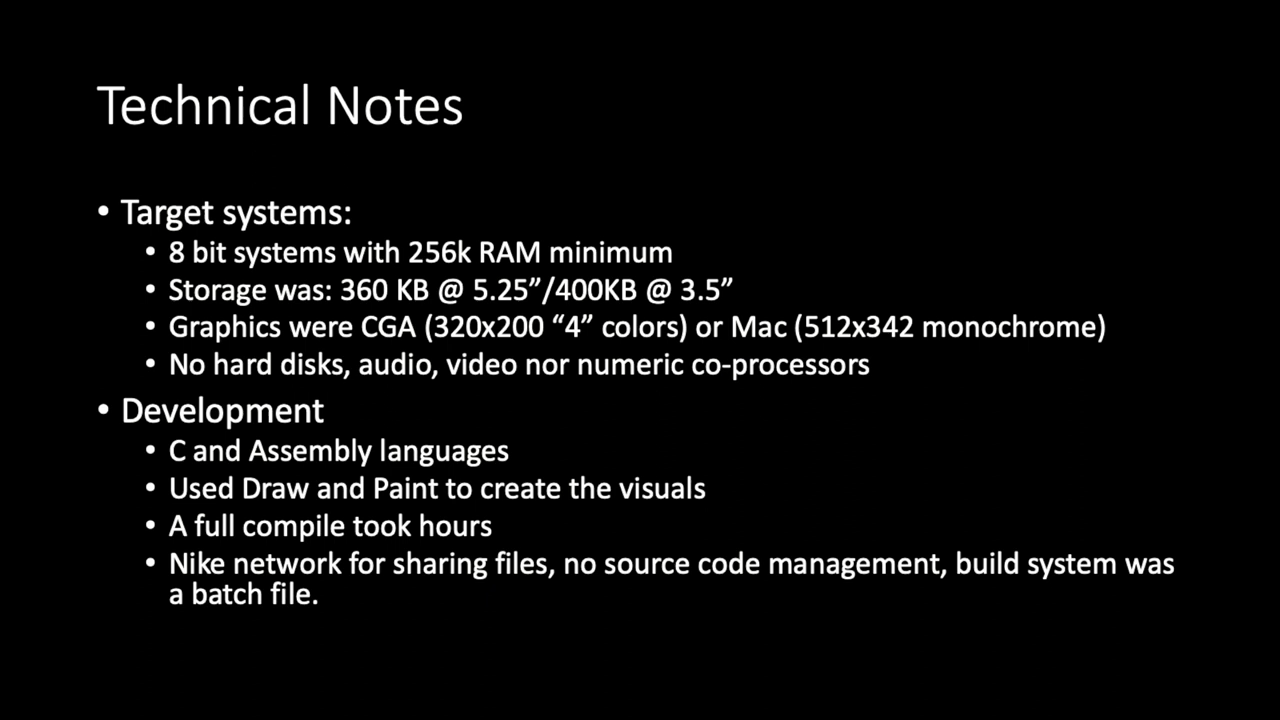 Technical Notes
• Target systems:
• 8 bit systems with 256k RAM minimum
• Storage was: 360 KB @ 5.25”/400KB @ 3.5”
• Graphics were CGA (320x200 “4” colors) or Mac (512x342 monochrome)
• No hard disks, audio, video nor numeric co-processors
• Development
• C and Assembly languages
• Used Draw and Paint to create the visuals
• A full compile took hours
• Nike network for sharing files, no source code management, build system was
a batch file.